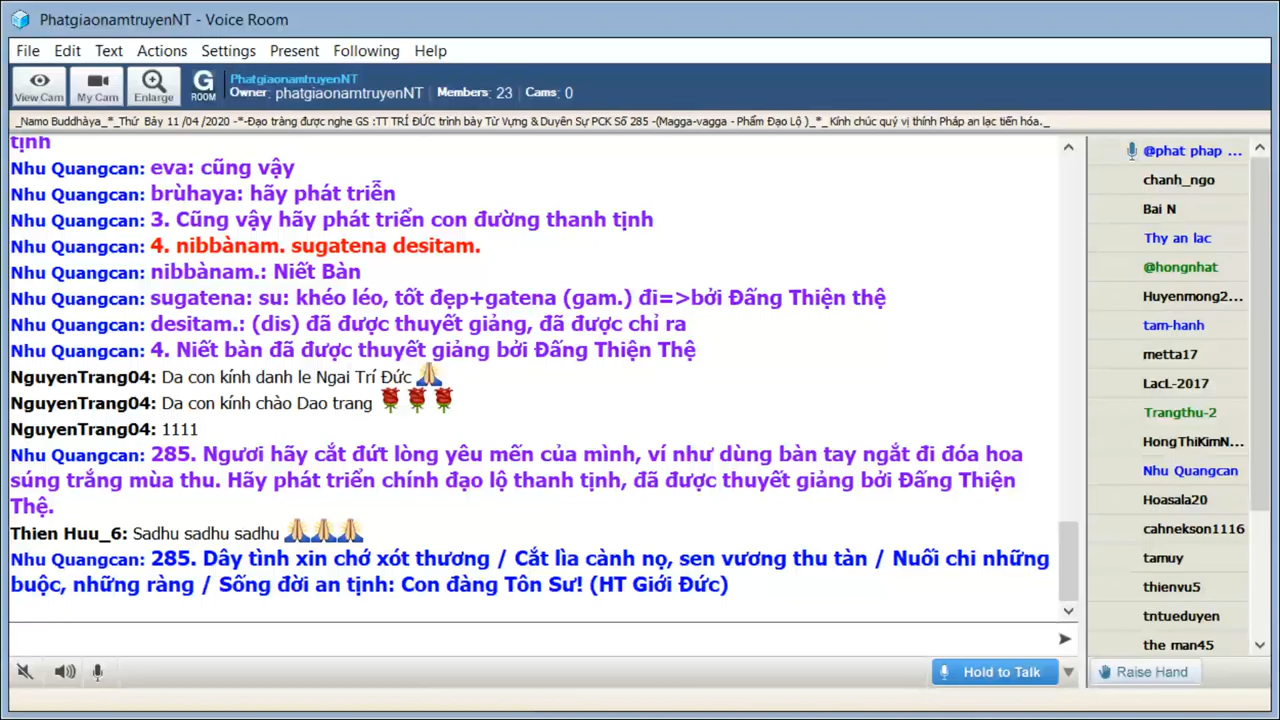 PhatgiaonamtruyenNT - Voice Room
File Edit Text Actions Settings Present Following Help
View Cam My Cam Enlarge G ROOM
PhatgiaonamtruyenNT
Owner: phatgiaonamtruyenNT Members: 23 Cams: 0
_Namo Buddhàya_*_Thứ Bảy 11 /04 /2020 -*-Đạo tràng được nghe GS :TT TRÍ ĐỨC trình bày Từ Vựng & Duyên Sự PCK Số 285 -(Magga-vagga - Phẩm Đạo Lộ )_*_ Kính chúc quý vị thính Pháp an lạc tiến hóa._
tịnh
Nhu Quangcan: eva: cũng vậy
Nhu Quangcan: brùhaya: hãy phát triễn
Nhu Quangcan: 3. Cũng vậy hãy phát triển con đường thanh tịnh
Nhu Quangcan: 4. nibbànam. sugatena desitam.
Nhu Quangcan: nibbànam.: Niết Bàn
Nhu Quangcan: sugatena: su: khéo léo, tốt đẹp+gatena (gam.) đi=>bởi Đấng Thiện thệ
Nhu Quangcan: desitam.: (dis) đã được thuyết giảng, đã được chỉ ra
Nhu Quangcan: 4. Niết bàn đã được thuyết giảng bởi Đấng Thiện Thệ
NguyenTrang04: Da con kính danh le Ngai Trí Đức 🙏
NguyenTrang04: Da con kính chào Dao trang 🌹🌹🌹
NguyenTrang04: 1111
Nhu Quangcan: 285. Ngươi hãy cắt đứt lòng yêu mến của mình, ví như dùng bàn tay ngắt đi đóa hoa
súng trắng mùa thu. Hãy phát triển chính đạo lộ thanh tịnh, đã được thuyết giảng bởi Đấng Thiện
Thệ.
Thien Huu_6: Sadhu sadhu sadhu 🙏🙏🙏
Nhu Quangcan: 285. Dây tình xin chớ xót thương / Cắt lìa cành nọ, sen vương thu tàn / Nuối chi những
buộc, những ràng / Sống đời an tịnh: Con đàng Tôn Sư! (HT Giới Đức)
@phat phap ...
chanh_ngo
Bai N
Thy an lac
@hongnhat
Huyenmong2...
tam-hanh
metta17
LacL-2017
Trangthu-2
HongThiKimN...
Nhu Quangcan
Hoasala20
cahnekson1116
tamuy
thienvu5
tntueduyen
the man45
Hold to Talk
Raise Hand